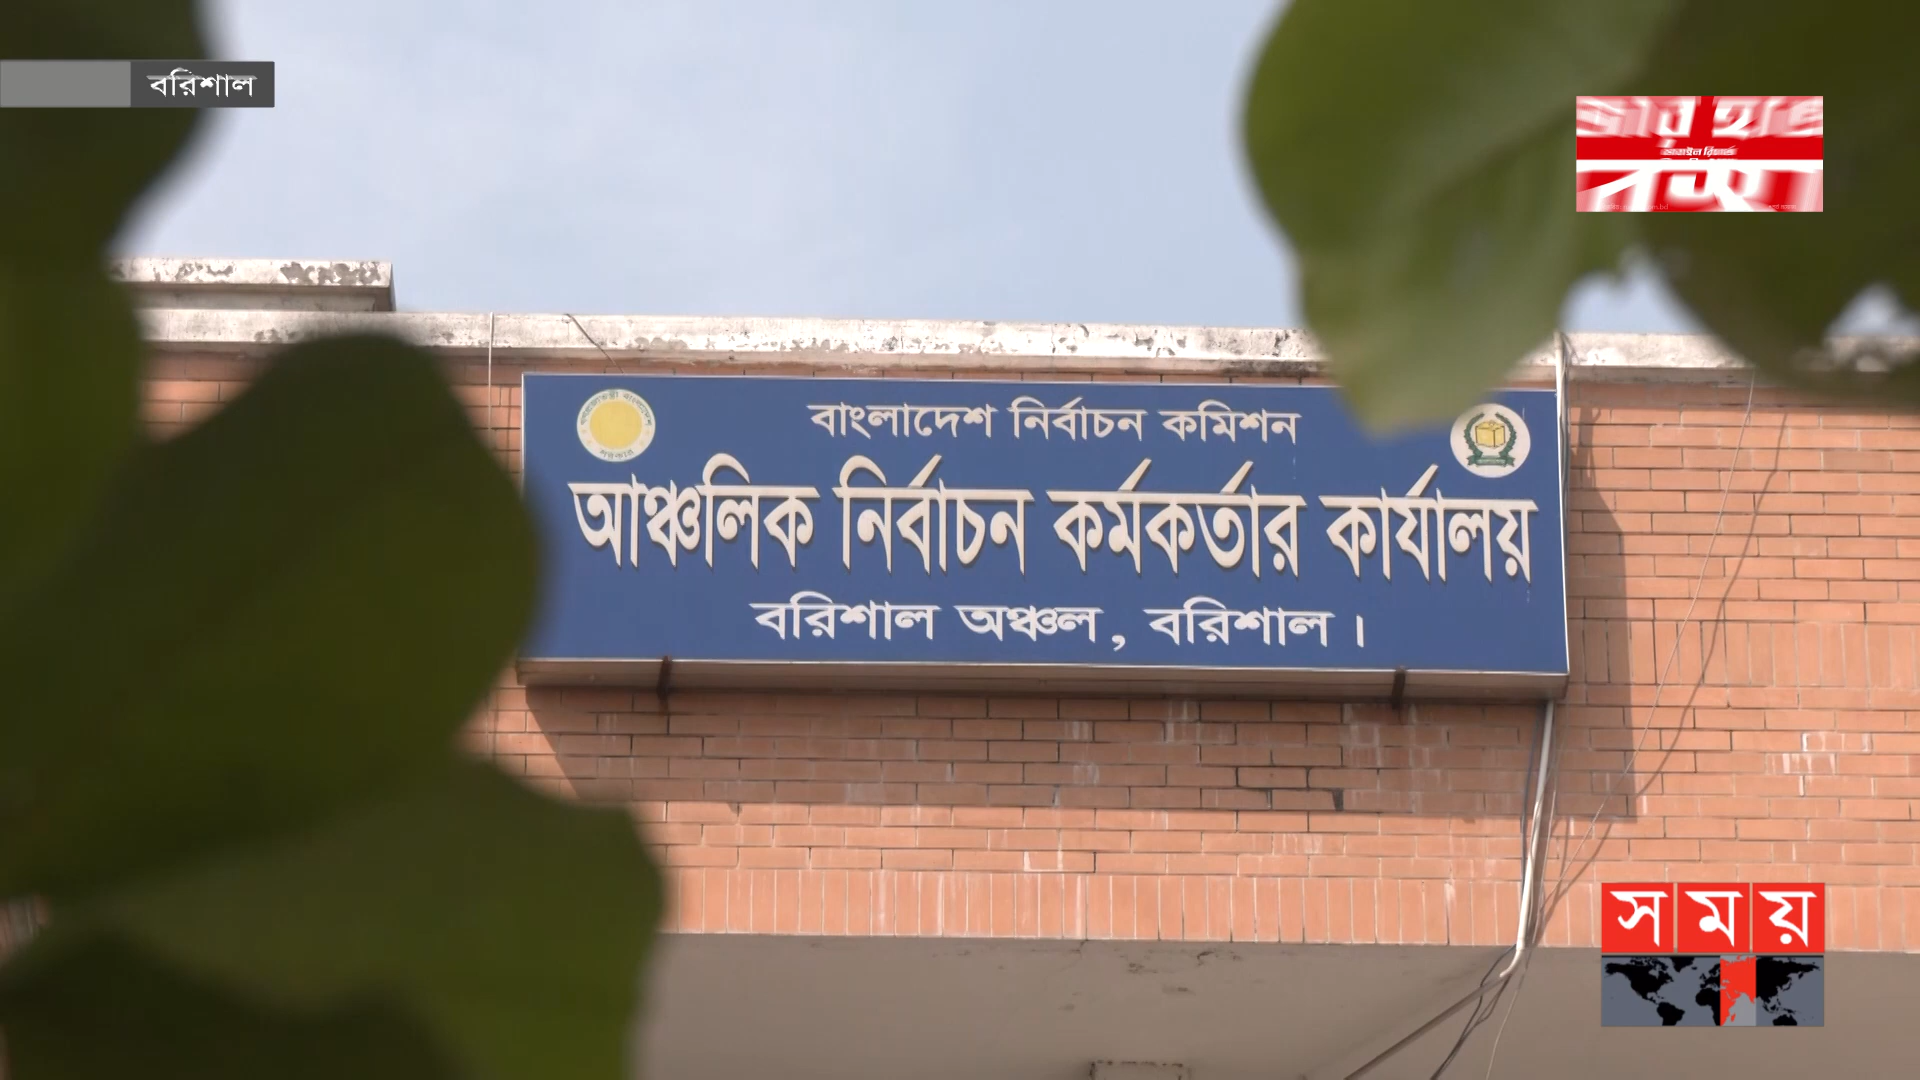 বরিশাল
বাংলাদেশ নির্বাচন কমিশন
আঞ্চলিক নির্বাচন কর্মকর্তার কার্যালয়
বরিশাল অঞ্চল, বরিশাল।
সময়